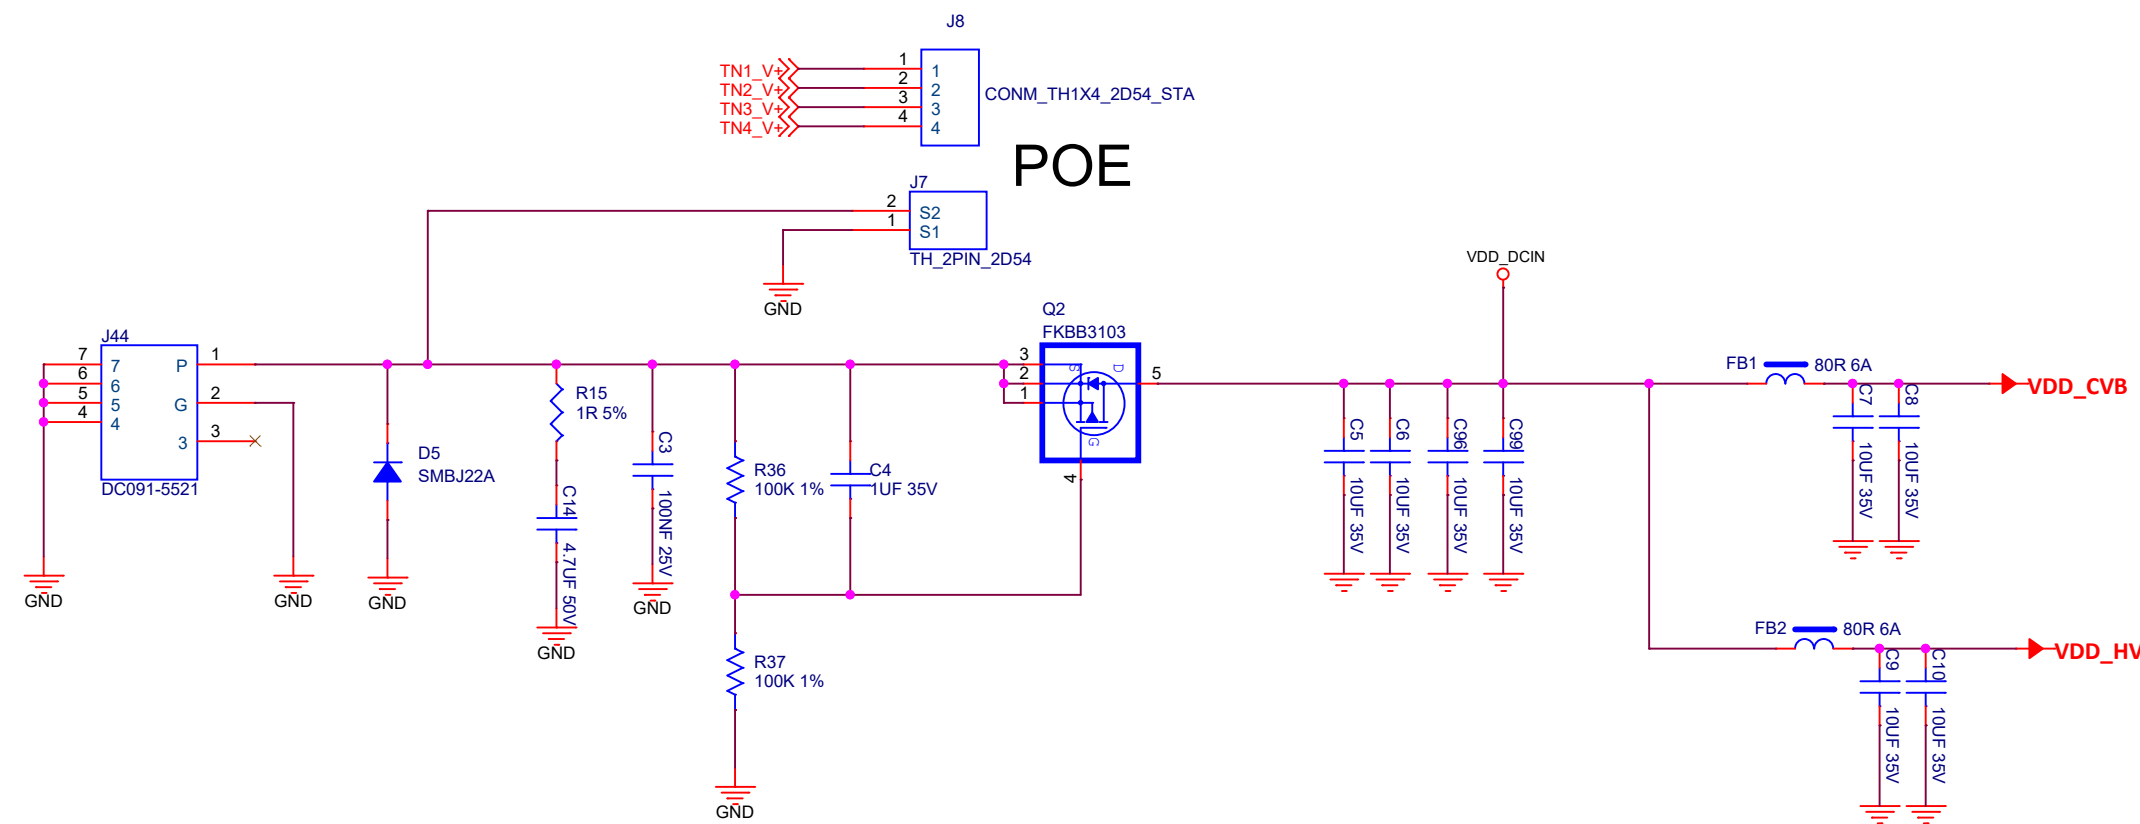 J8
TN1_V+
TN2_V+
TN3_V+
TN4_V+
1
2
3
4
1
2
3
4
CONM_TH1X4_2D54_STA
POE
J7
2
1
S2
S1
TH_2PIN_2D54
GND
VDD_DCIN
J44
7
6
5
4
7
6
5
4
P
G
3
1
2
3
DC091-5521
GND
GND
D5
SMBJ22A
GND
R15
1R 5%
C14
4.7UF 50V
GND
C3
100NF 25V
GND
R36
100K 1%
C4
1UF 35V
R37
100K 1%
GND
Q2
FKBB3103
3
2
1
S
D
G
5
4
C5
10UF 35V
C6
10UF 35V
C96
10UF 35V
C99
10UF 35V
FB1
80R 6A
C7
10UF 35V
C8
10UF 35V
VDD_CVB
FB2
80R 6A
C9
10UF 35V
C10
10UF 35V
VDD_HV